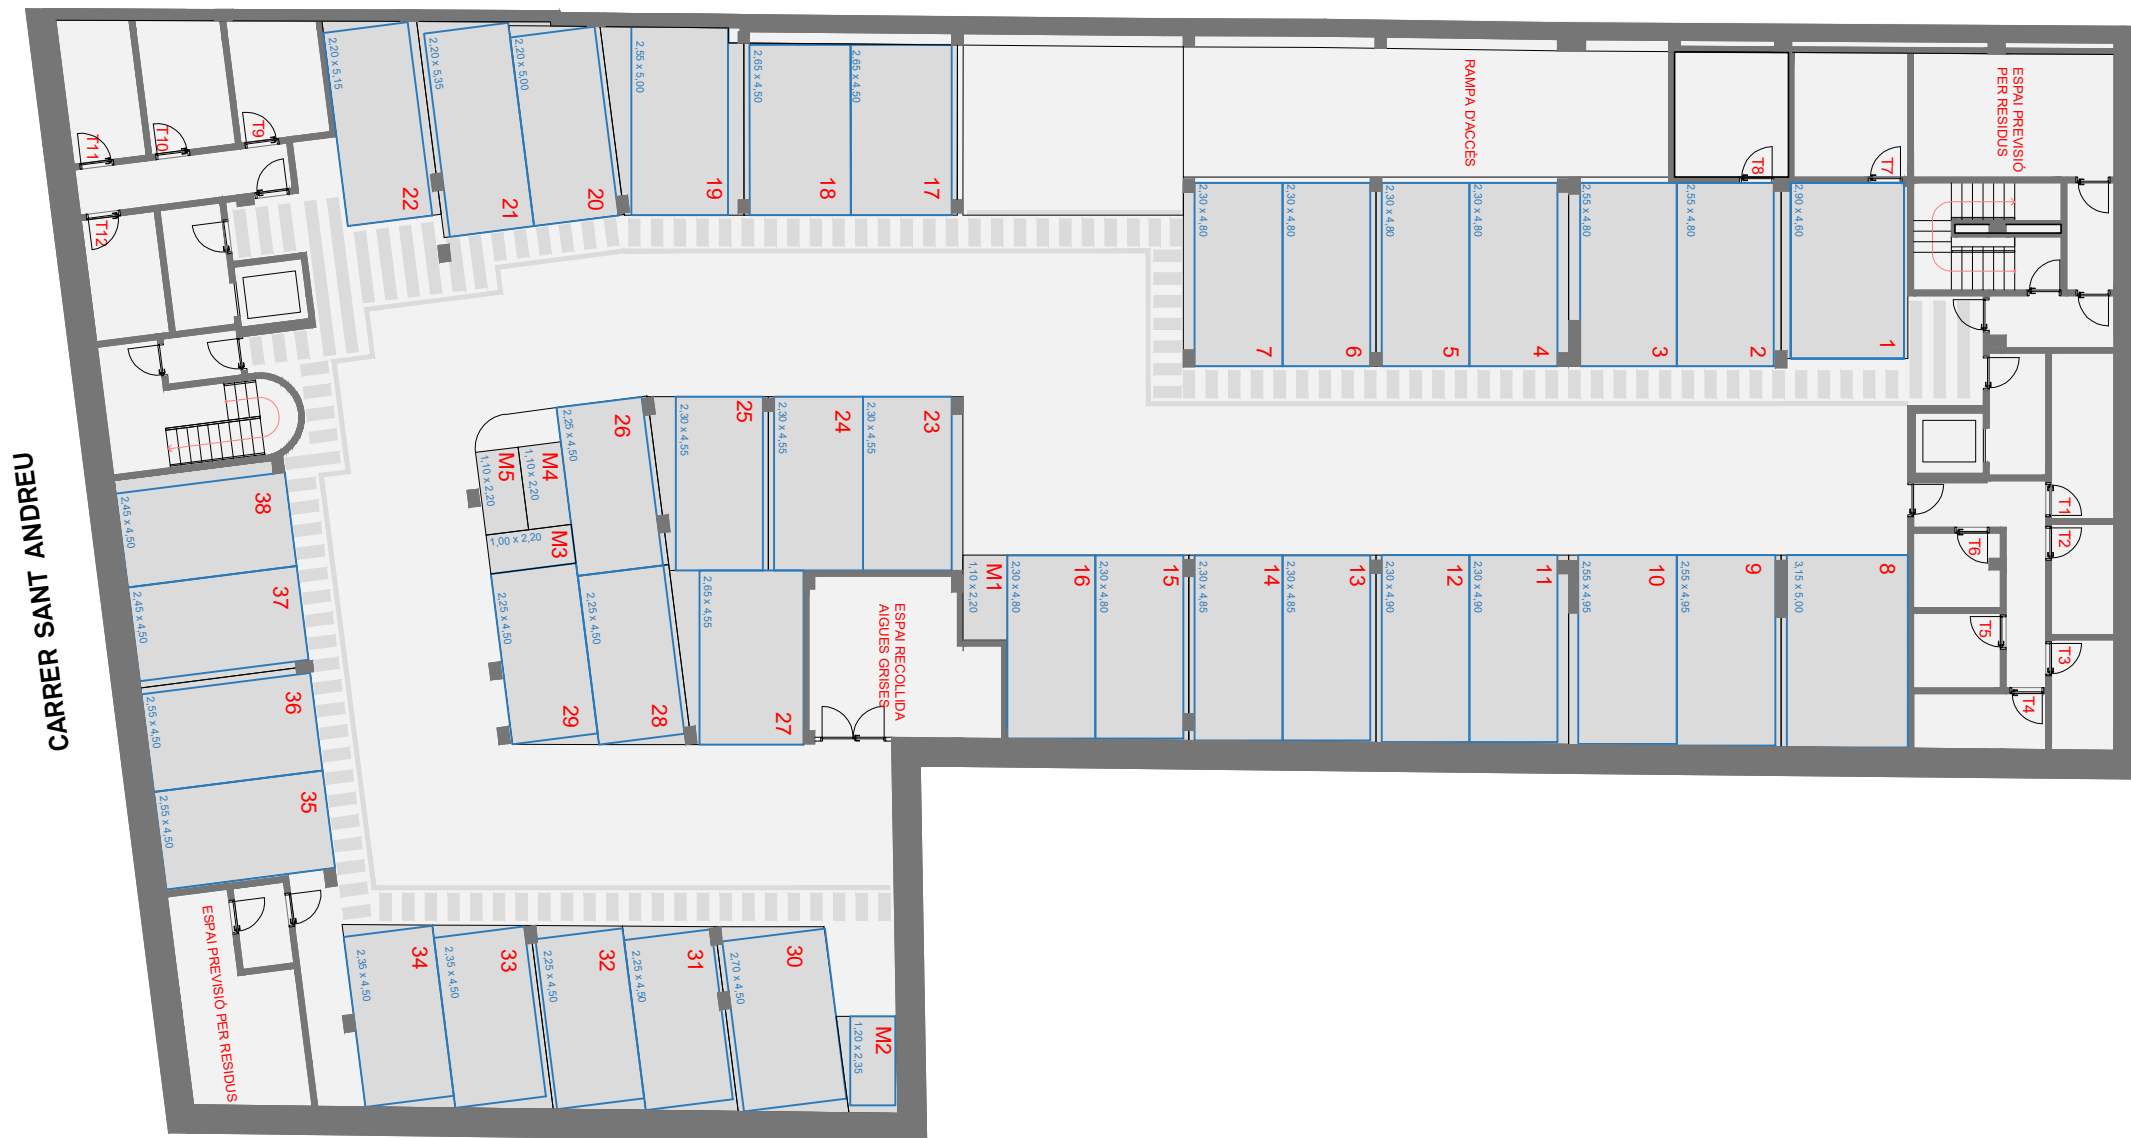 CARRER SANT ANDREU
2,20 x 5,15
22
2,20 x 5,35
21
2,20 x 5,00
20
2,55 x 5,00
19
2,65 x 4,50
18
2,65 x 4,50
17
RAMPA D'ACCÉS
ESPAI PREVISIÓ
PER RESIDUS
T11
T10
T9
T12
T8
T7
2,30 x 4,80
7
2,30 x 4,80
6
2,30 x 4,80
5
2,30 x 4,80
4
2,55 x 4,80
3
2,55 x 4,80
2
2,90 x 4,60
1
2,25 x 4,50
26
2,30 x 4,55
25
2,30 x 4,55
24
2,30 x 4,55
23
M5
1,10 x 2,20
M4
1,10 x 2,20
M3
1,00 x 2,20
2,25 x 4,50
29
2,25 x 4,50
28
2,65 x 4,55
27
ESPAI RECOLLIDA
AIGUES GRISES
M1
1,10 x 2,20
2,30 x 4,80
16
2,30 x 4,80
15
2,30 x 4,85
14
2,30 x 4,85
13
2,30 x 4,90
12
2,30 x 4,90
11
2,55 x 4,95
10
2,55 x 4,95
9
3,15 x 5,00
8
T1
T2
T6
T5
T3
T4
2,45 x 4,50
38
2,45 x 4,50
37
2,55 x 4,50
36
2,55 x 4,50
35
ESPAI PREVISIÓ PER RESIDUS
2,35 x 4,50
34
2,35 x 4,50
33
2,25 x 4,50
32
2,25 x 4,50
31
2,70 x 4,50
30
M2
1,20 x 2,35